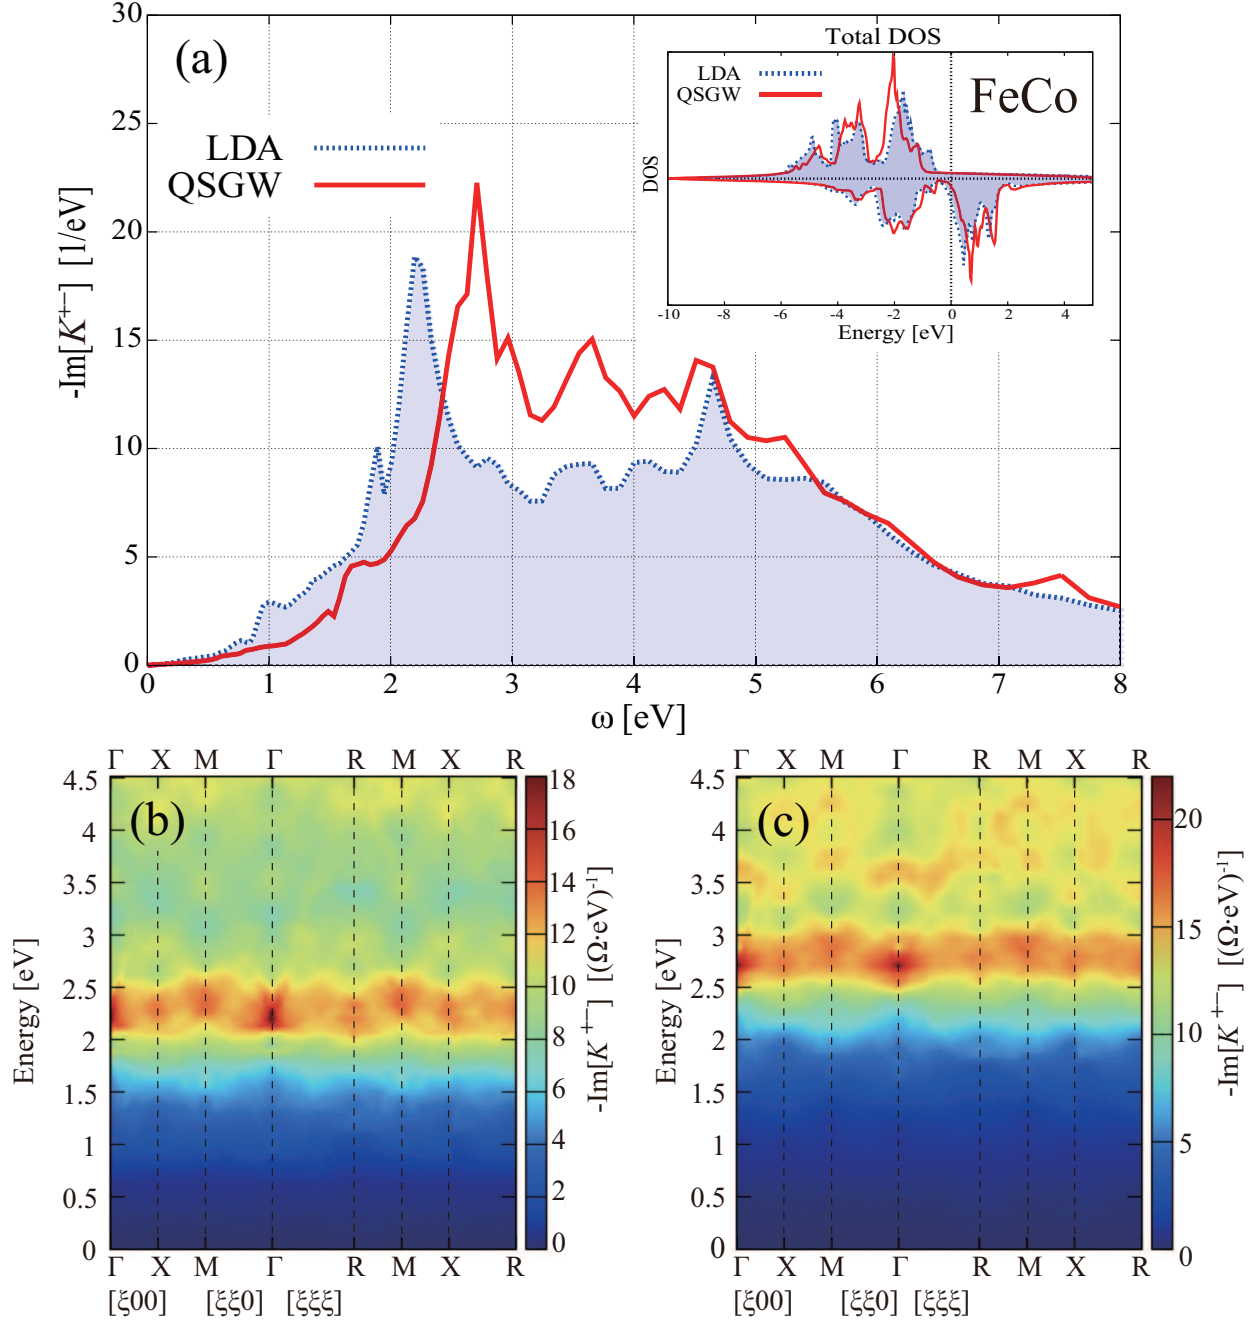 (a)
30
25
20
15
10
5
0
-Im[K⁺⁻] [1/eV]
LDA
QSGW
0 1 2 3 4 5 6 7 8
ω [eV]
Total DOS
LDA
QSGW
FeCo
DOS
-10 -8 -6 -4 -2 0 2 4
Energy [eV]
Γ X M Γ R M X R
(b)
4.5
4
3.5
3
2.5
2
1.5
1
0.5
0
Energy [eV]
Γ X M Γ R M X R
[ξ00] [ξξ0] [ξξξ]
18
16
14
12
10
8
6
4
2
0
-Im[K⁺⁻] [(Ω·eV)⁻¹]
Γ X M Γ R M X R
(c)
4.5
4
3.5
3
2.5
2
1.5
1
0.5
0
Energy [eV]
Γ X M Γ R M X R
[ξ00] [ξξ0] [ξξξ]
20
15
10
5
0
-Im[K⁺⁻] [(Ω·eV)⁻¹]